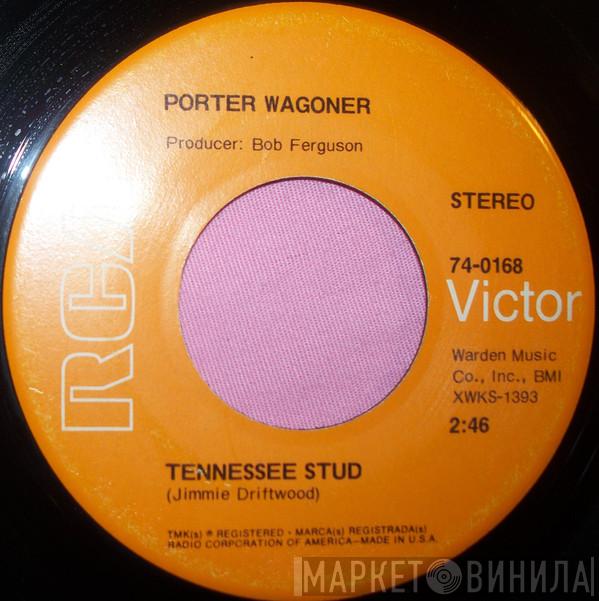 PORTER WAGONER
Producer: Bob Ferguson
STEREO
74-0168
RCA
Victor
Warden Music
Co., Inc., BMI
XWKS-1393
2:46
TENNESSEE STUD
(Jimmie Driftwood)
TMK(s) ® REGISTERED • MARCA(s) REGISTRADA(s)
RADIO CORPORATION OF AMERICA—MADE IN U.S.A.
МАРКЕТ ВИНИЛА